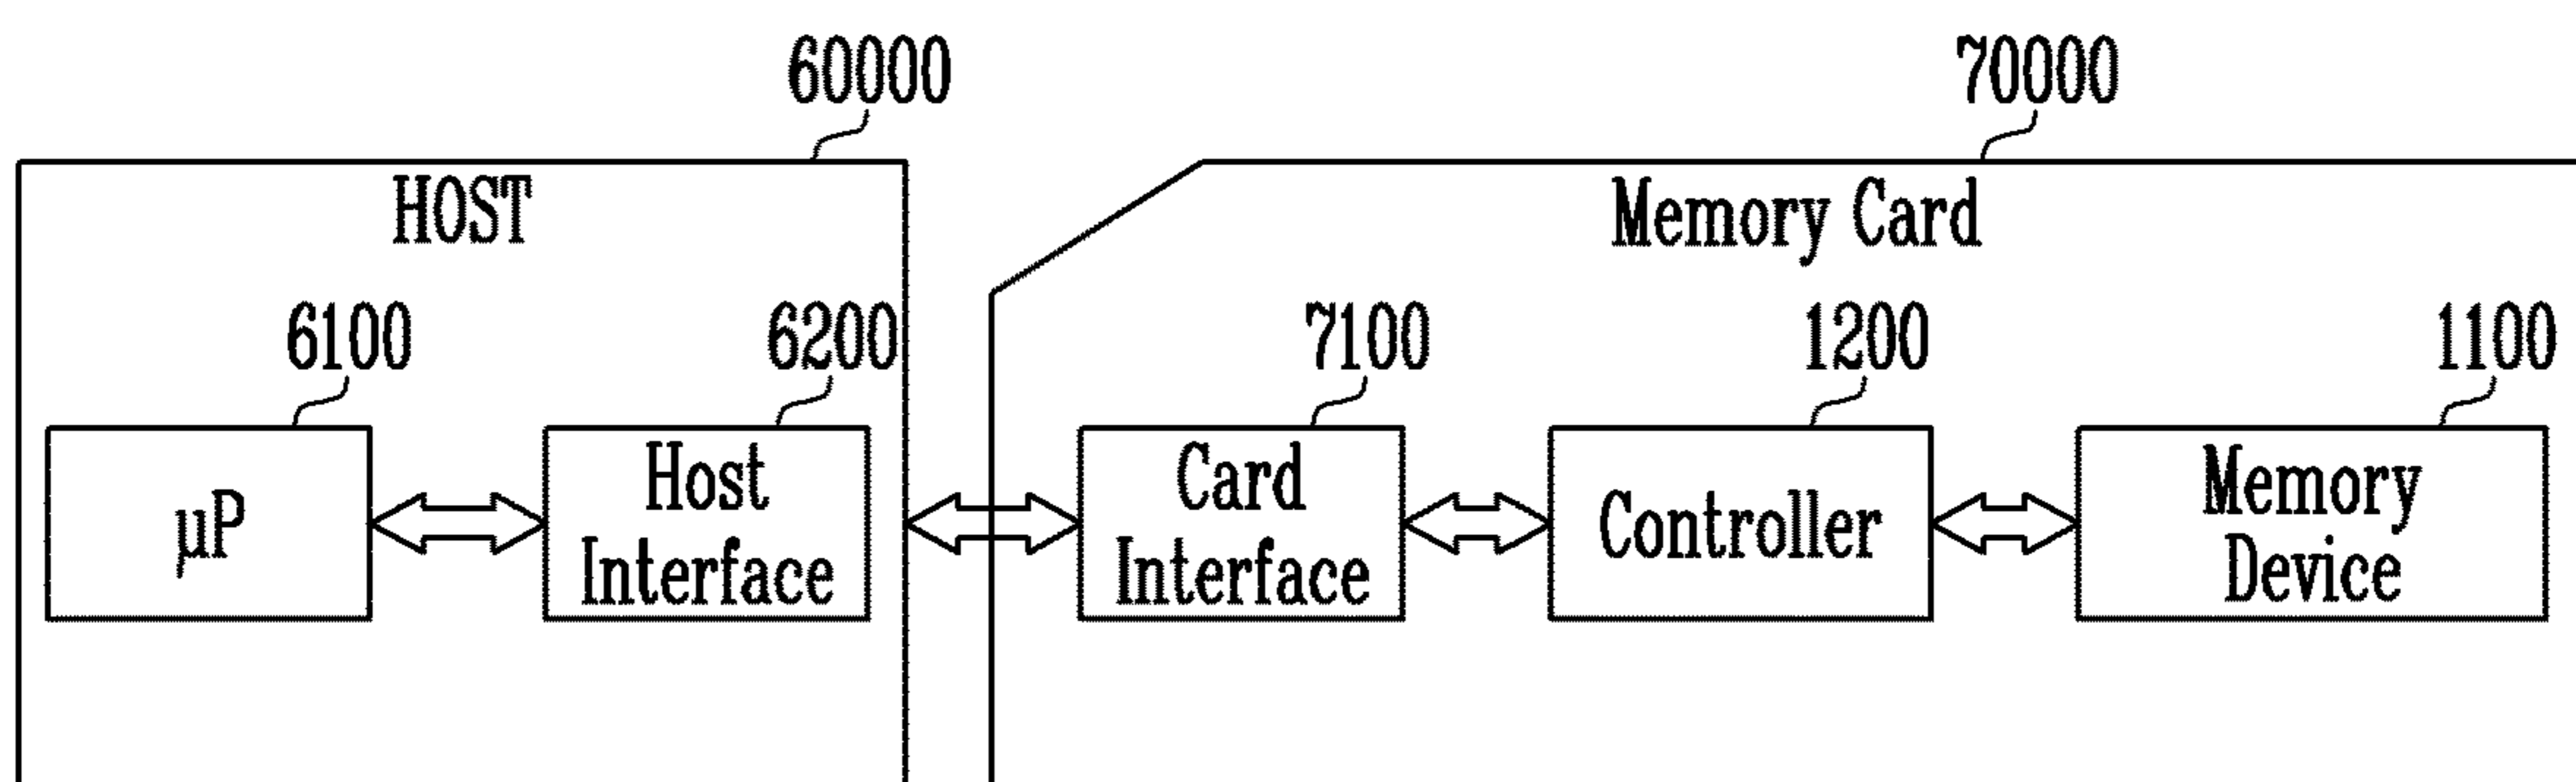 60000
70000
HOST
Memory Card
6100
6200
7100
1200
1100
µP
Host
Interface
Card
Interface
Controller
Memory
Device